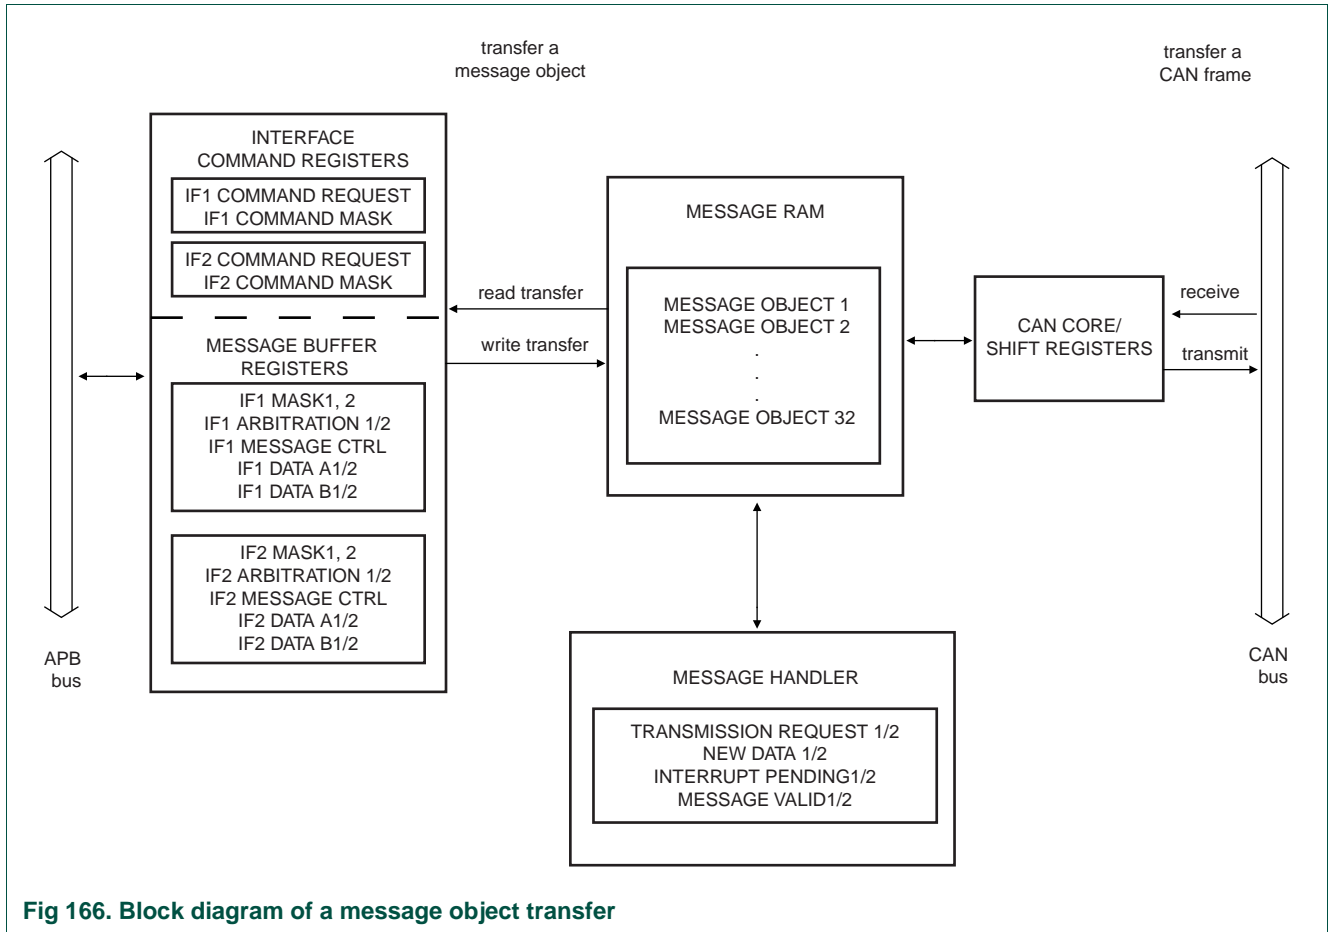 transfer a
message object
transfer a
CAN frame
INTERFACE
COMMAND REGISTERS
IF1 COMMAND REQUEST
IF1 COMMAND MASK
IF2 COMMAND REQUEST
IF2 COMMAND MASK
MESSAGE BUFFER
REGISTERS
IF1 MASK1, 2
IF1 ARBITRATION 1/2
IF1 MESSAGE CTRL
IF1 DATA A1/2
IF1 DATA B1/2
IF2 MASK1, 2
IF2 ARBITRATION 1/2
IF2 MESSAGE CTRL
IF2 DATA A1/2
IF2 DATA B1/2
APB
bus
read transfer
write transfer
MESSAGE RAM
MESSAGE OBJECT 1
MESSAGE OBJECT 2
.
.
.
MESSAGE OBJECT 32
CAN CORE/
SHIFT REGISTERS
receive
transmit
CAN
bus
MESSAGE HANDLER
TRANSMISSION REQUEST 1/2
NEW DATA 1/2
INTERRUPT PENDING1/2
MESSAGE VALID1/2
Fig 166. Block diagram of a message object transfer